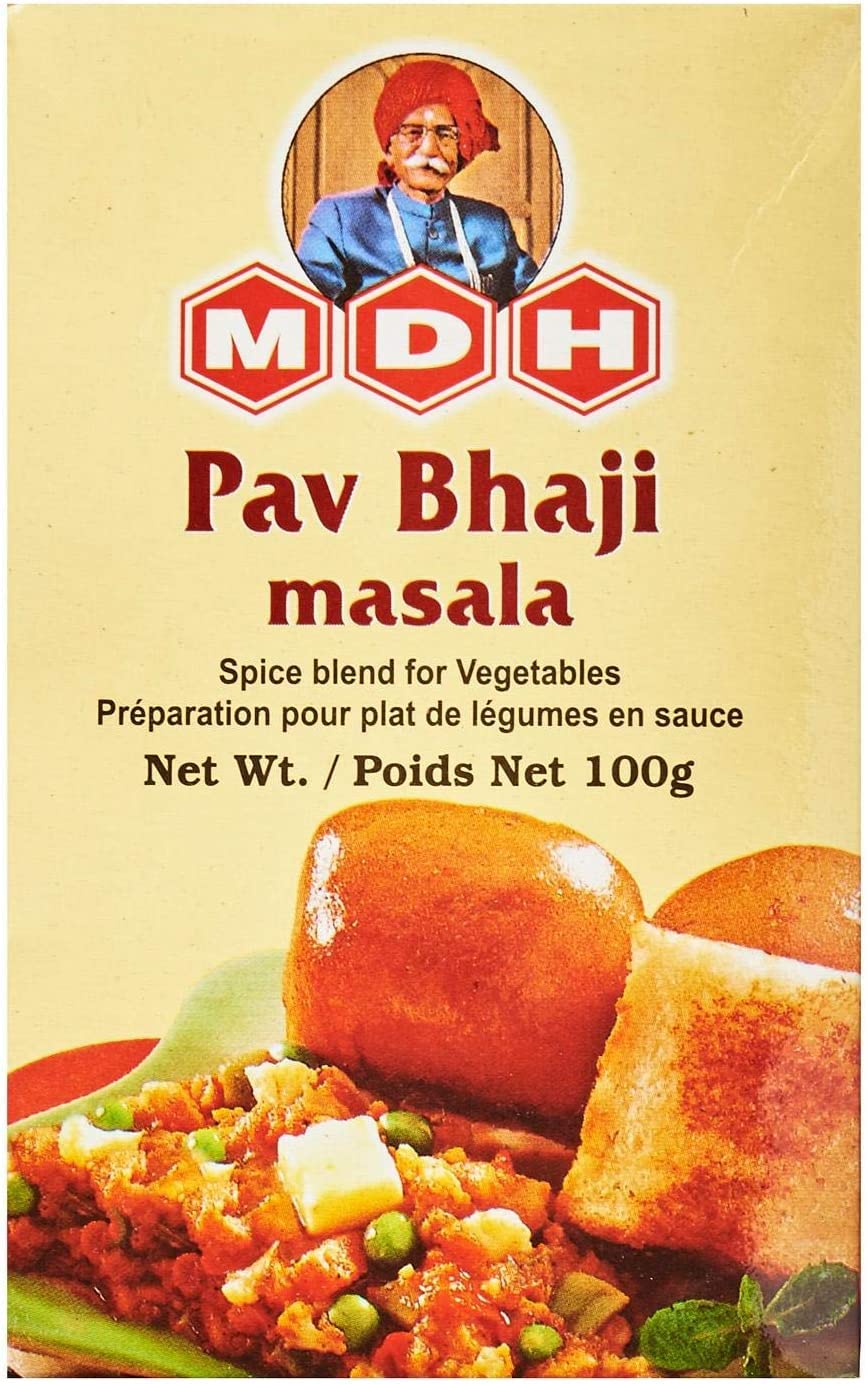 MDH
Pav Bhaji
masala
Spice blend for Vegetables
Préparation pour plat de légumes en sauce
Net Wt. / Poids Net 100g